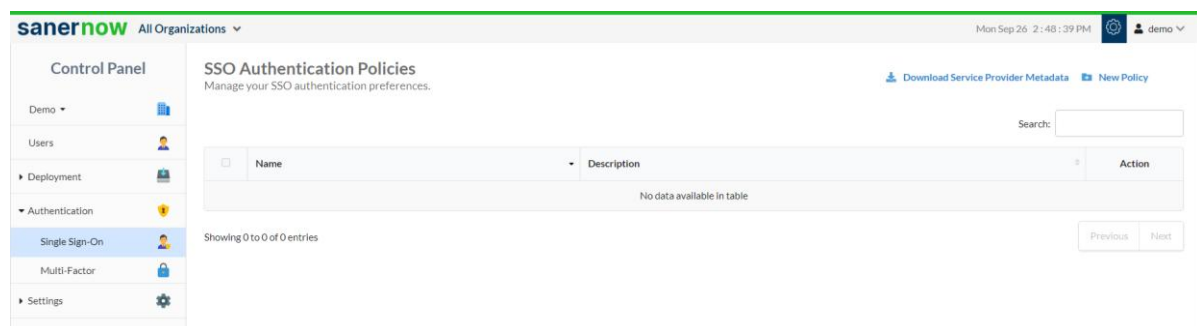 sanernow All Organizations
Mon Sep 26 2:48:39 PM demo
Control Panel
Demo
Users
Deployment
Authentication
Single Sign-On
Multi-Factor
Settings
SSO Authentication Policies
Manage your SSO authentication preferences.
Download Service Provider Metadata New Policy
Search:
Name Description Action
No data available in table
Showing 0 to 0 of 0 entries
Previous Next